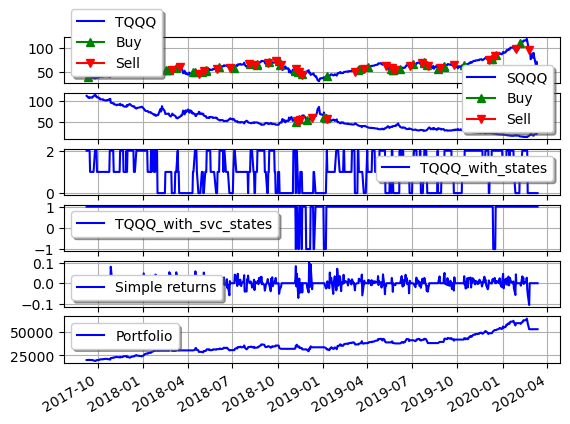 TQQQ
Buy
Sell
100
50
SQQQ
Buy
Sell
100
50
TQQQ_with_states
2
0
TQQQ_with_svc_states
1
0
−1
Simple returns
0.1
0.0
−0.1
Portfolio
50000
25000
2017-10
2018-01
2018-04
2018-07
2018-10
2019-01
2019-04
2019-07
2019-10
2020-01
2020-04